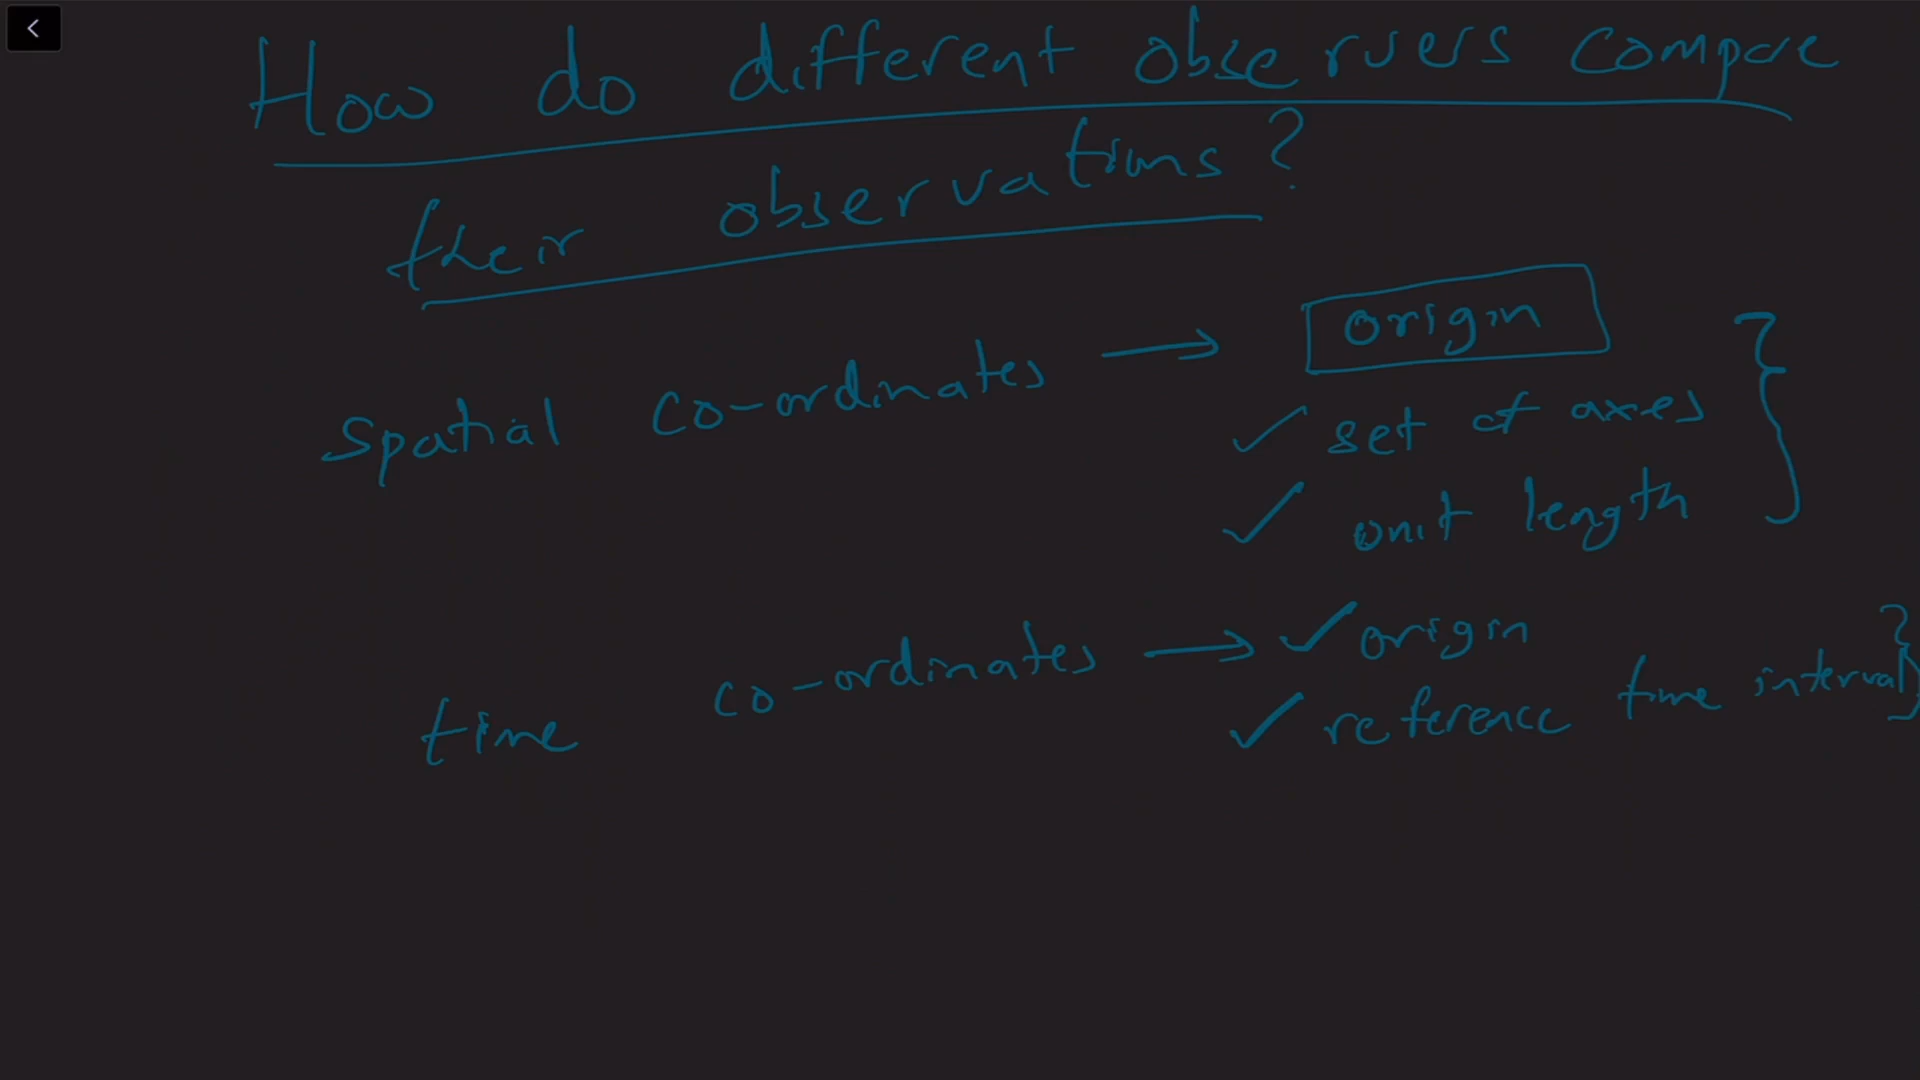 How do different observers compare
their observations?
Spatial co-ordinates → origin
✓ set of axes
✓ unit length
time co-ordinates → ✓ origin
✓ reference time interval